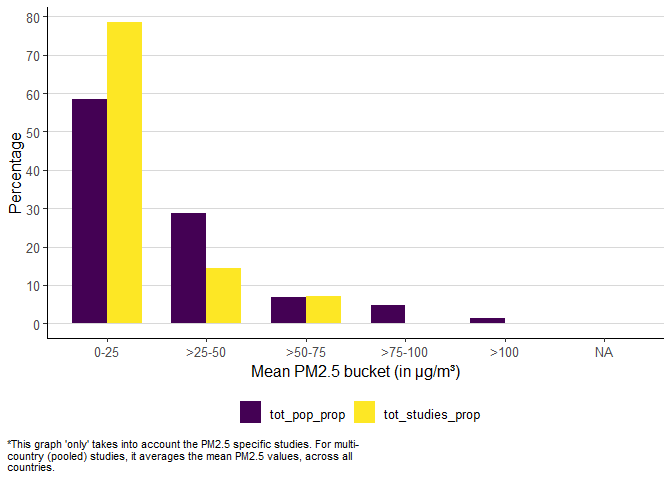 80
70
60
50
40
30
20
10
0
Percentage
0-25
>25-50
>50-75
>75-100
>100
NA
Mean PM2.5 bucket (in µg/m³)
tot_pop_prop
tot_studies_prop
*This graph 'only' takes into account the PM2.5 specific studies. For multi-
country (pooled) studies, it averages the mean PM2.5 values, across all
countries.